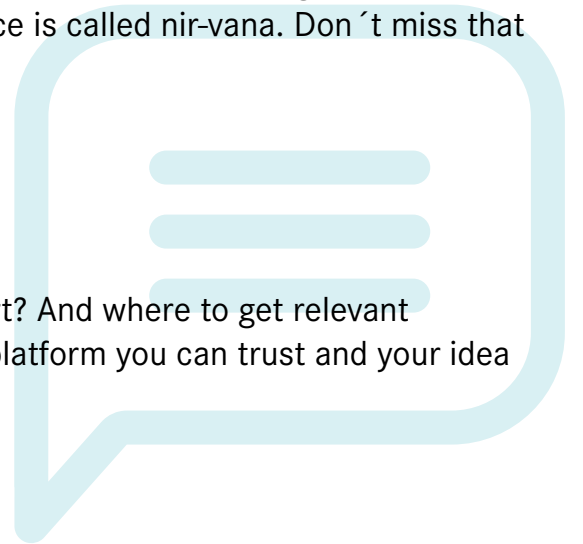 ce is called nir-vana. Don´t miss that
t? And where to get relevant
platform you can trust and your idea